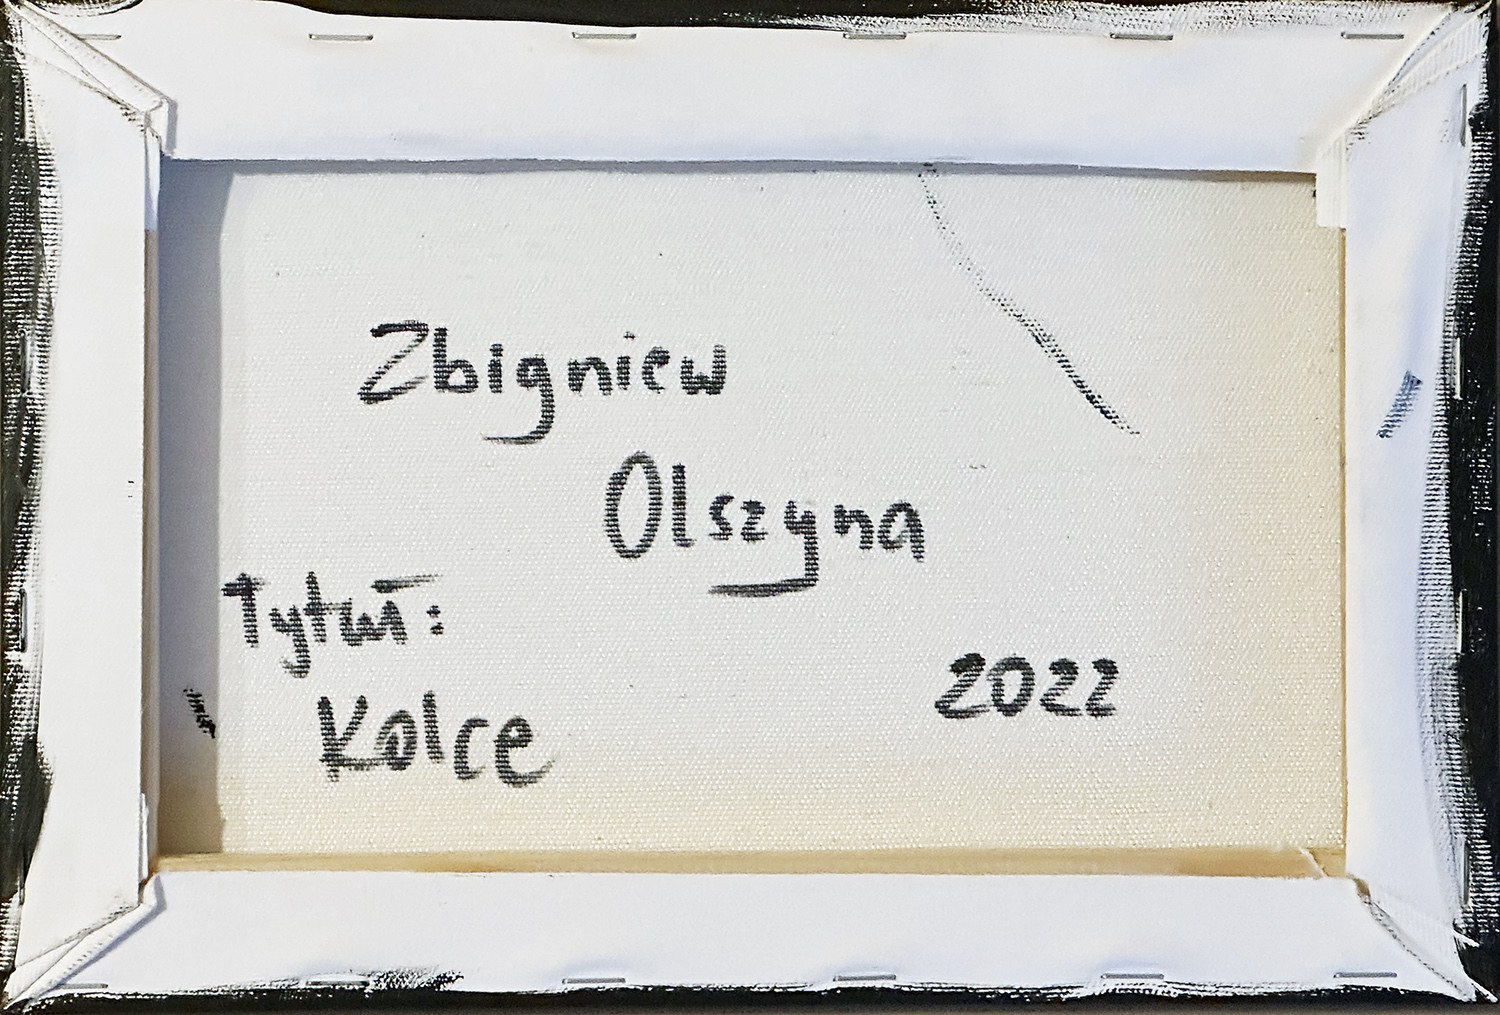 Zbigniew
Olszyna
Tytuł:
Kolce
2022